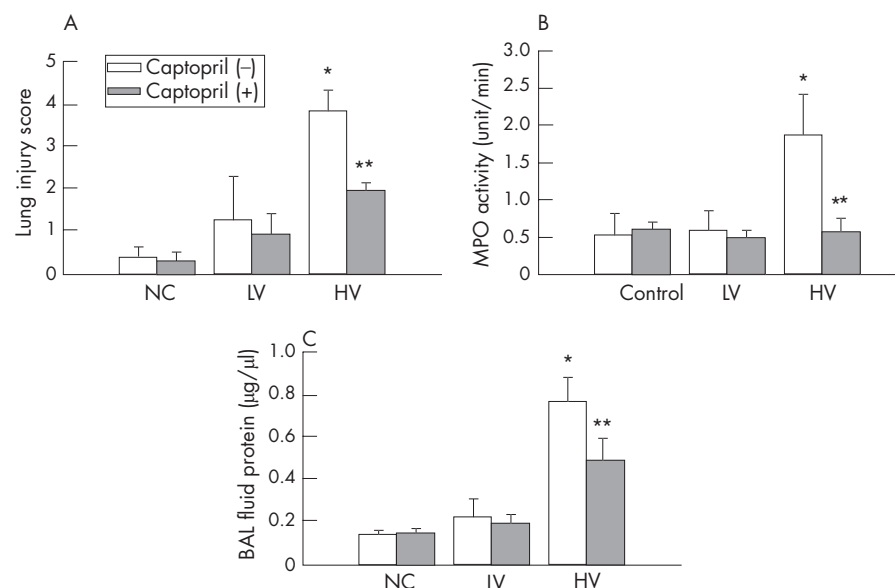 A
Lung injury score
5
4
3
2
1
0
Captopril (–)
Captopril (+)
*
**
NC LV HV
B
MPO activity (unit/min)
3.0
2.5
2.0
1.5
1.0
0.5
0
*
**
Control LV HV
C
BAL fluid protein (µg/µl)
1.0
0.8
0.6
0.4
0.2
0
*
**
NC LV HV